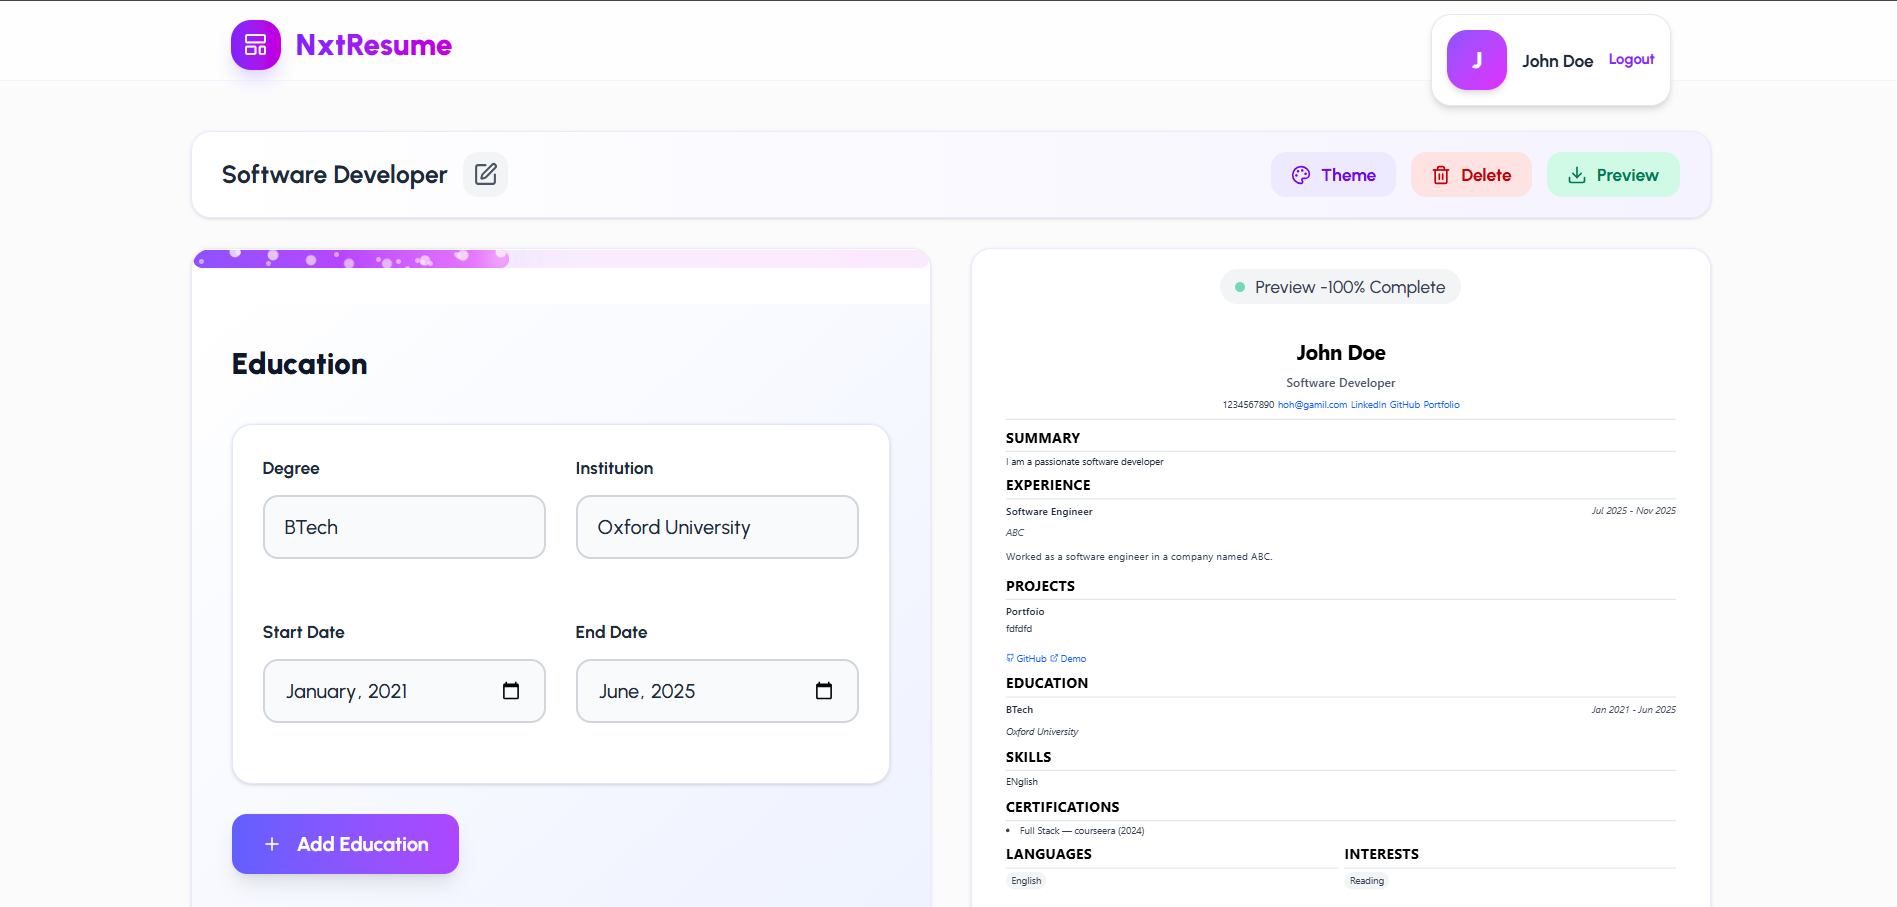 NxtResume
J John Doe Logout
Software Developer
Theme Delete Preview
Education
Degree Institution
BTech Oxford University
Start Date End Date
January, 2021 June, 2025
+ Add Education
Preview -100% Complete
John Doe
Software Developer
1234567890 hoh@gamil.com LinkedIn GitHub Portfolio
SUMMARY
I am a passionate software developer
EXPERIENCE
Software Engineer Jul 2025 - Nov 2025
ABC
Worked as a software engineer in a company named ABC.
PROJECTS
Portfoio
fdfdfd
GitHub Demo
EDUCATION
BTech Jan 2021 - Jun 2025
Oxford University
SKILLS
ENglish
CERTIFICATIONS
• Full Stack — courseera (2024)
LANGUAGES INTERESTS
English Reading